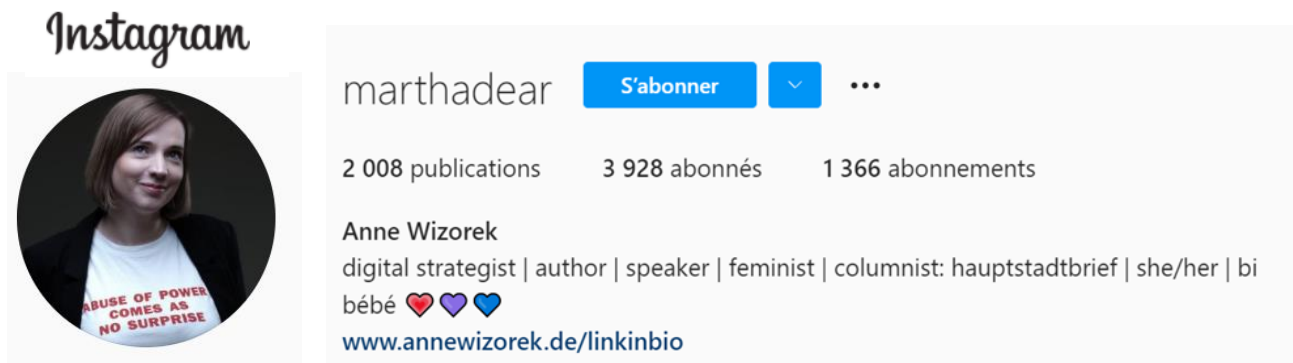 Instagram
marthadear S'abonner
2 008 publications 3 928 abonnés 1 366 abonnements
Anne Wizorek
digital strategist | author | speaker | feminist | columnist: hauptstadtbrief | she/her | bi
bébé ❤️💜💙
www.annewizorek.de/linkinbio
ABUSE OF POWER
COMES AS
NO SURPRISE